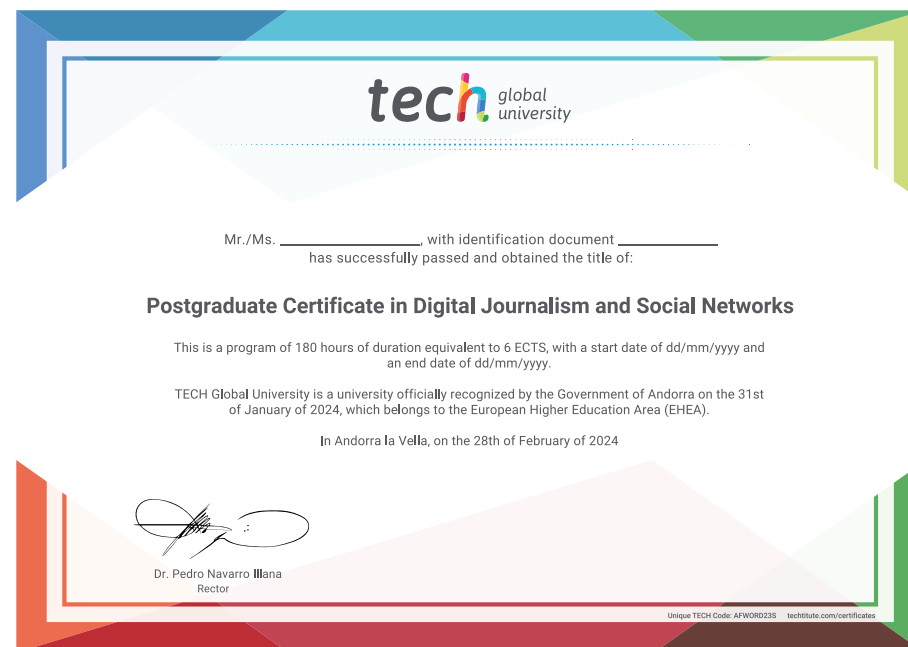 tech global
university
Mr./Ms. ____________, with identification document ____________
has successfully passed and obtained the title of:
Postgraduate Certificate in Digital Journalism and Social Networks
This is a program of 180 hours of duration equivalent to 6 ECTS, with a start date of dd/mm/yyyy and
an end date of dd/mm/yyyy.
TECH Global University is a university officially recognized by the Government of Andorra on the 31st
of January of 2024, which belongs to the European Higher Education Area (EHEA).
In Andorra la Vella, on the 28th of February of 2024
Dr. Pedro Navarro Illana
Rector
Unique TECH Code: AFWORD23S techtitute.com/certificates